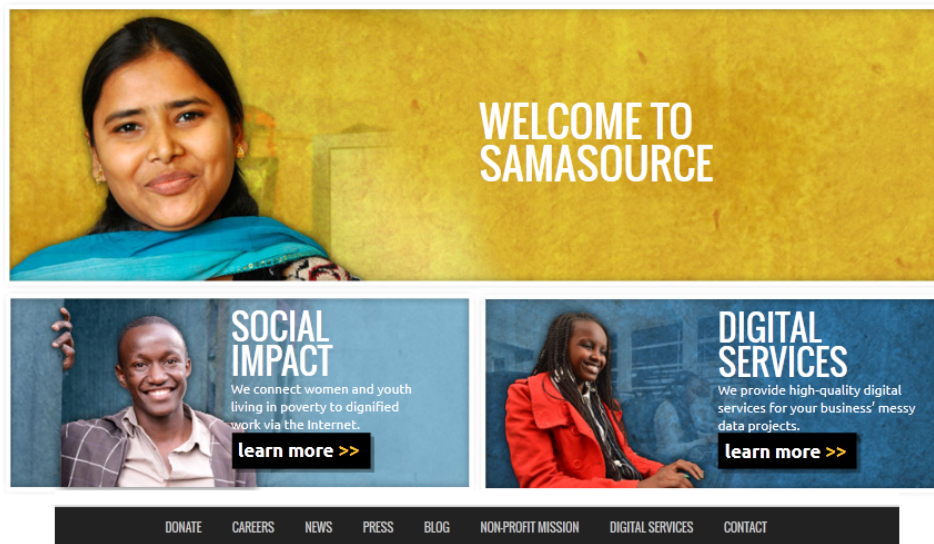 WELCOME TO
SAMASOURCE
SOCIAL
IMPACT
We connect women and youth
living in poverty to dignified
work via the Internet.
learn more >>
DIGITAL
SERVICES
We provide high-quality digital
services for your business’ messy
data projects.
learn more >>
DONATE CAREERS NEWS PRESS BLOG NON-PROFIT MISSION DIGITAL SERVICES CONTACT